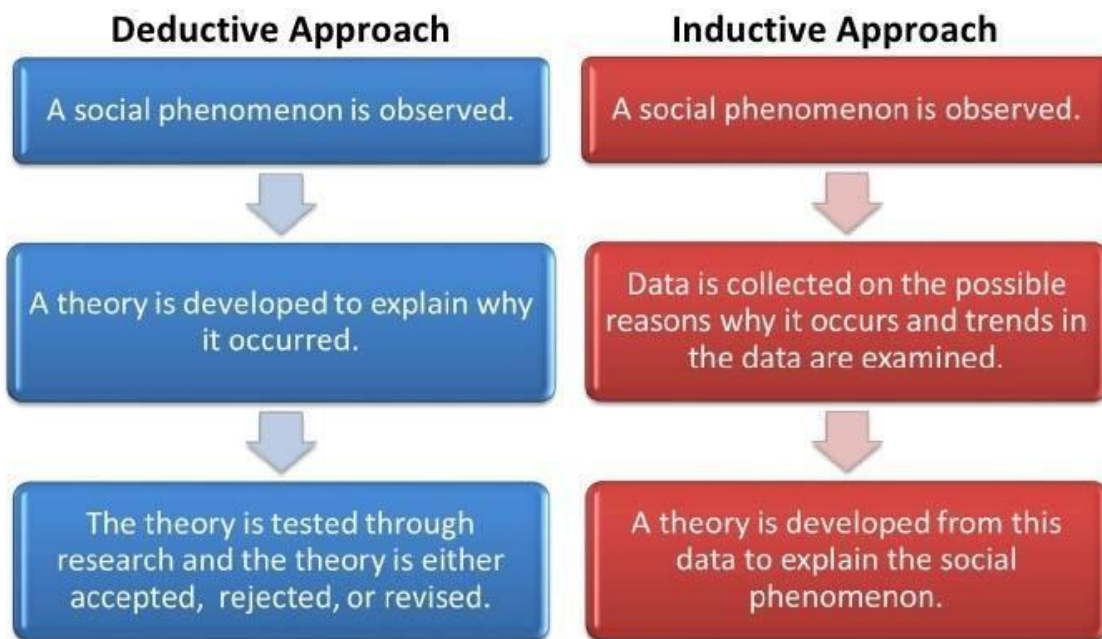 Deductive Approach
A social phenomenon is observed.
A theory is developed to explain why
it occurred.
The theory is tested through
research and the theory is either
accepted, rejected, or revised.
Inductive Approach
A social phenomenon is observed.
Data is collected on the possible
reasons why it occurs and trends in
the data are examined.
A theory is developed from this
data to explain the social
phenomenon.